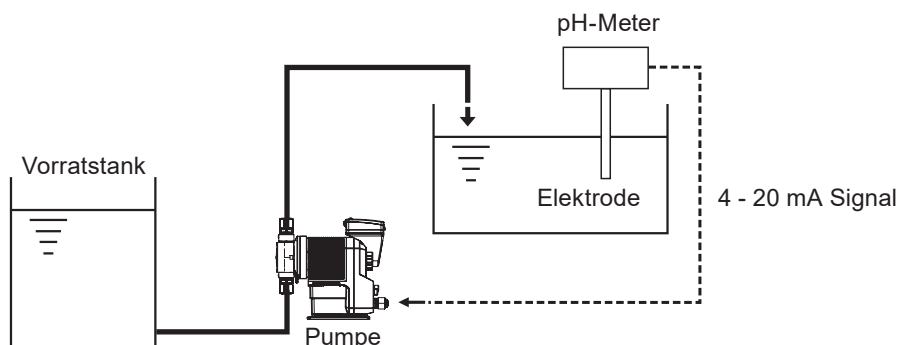 pH-Meter
Vorratstank
Elektrode
4 - 20 mA Signal
Pumpe